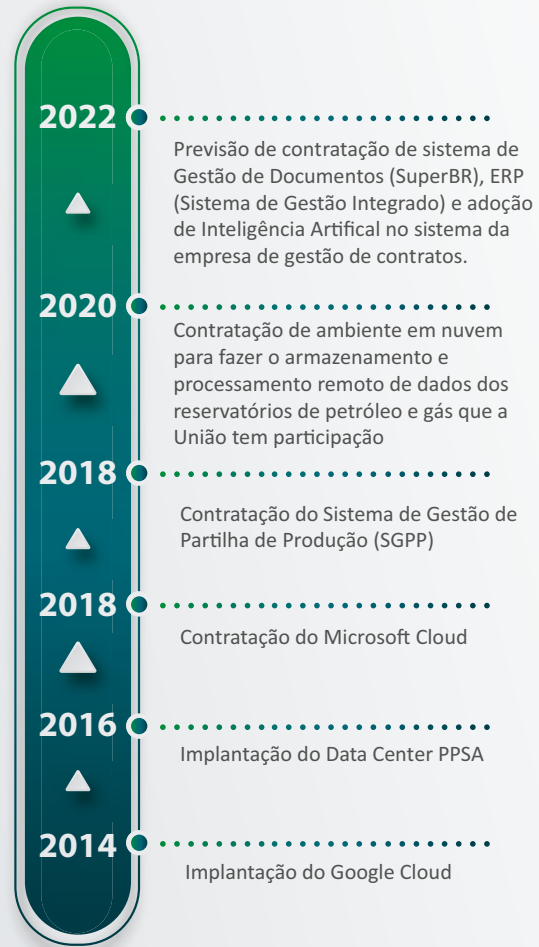 2022
Previsão de contratação de sistema de
Gestão de Documentos (SuperBR), ERP
(Sistema de Gestão Integrado) e adoção
de Inteligência Artifical no sistema da
empresa de gestão de contratos.
2020
Contratação de ambiente em nuvem
para fazer o armazenamento e
processamento remoto de dados dos
reservatórios de petróleo e gás que a
União tem participação
2018
Contratação do Sistema de Gestão de
Partilha de Produção (SGPP)
2018
Contratação do Microsoft Cloud
2016
Implantação do Data Center PPSA
2014
Implantação do Google Cloud